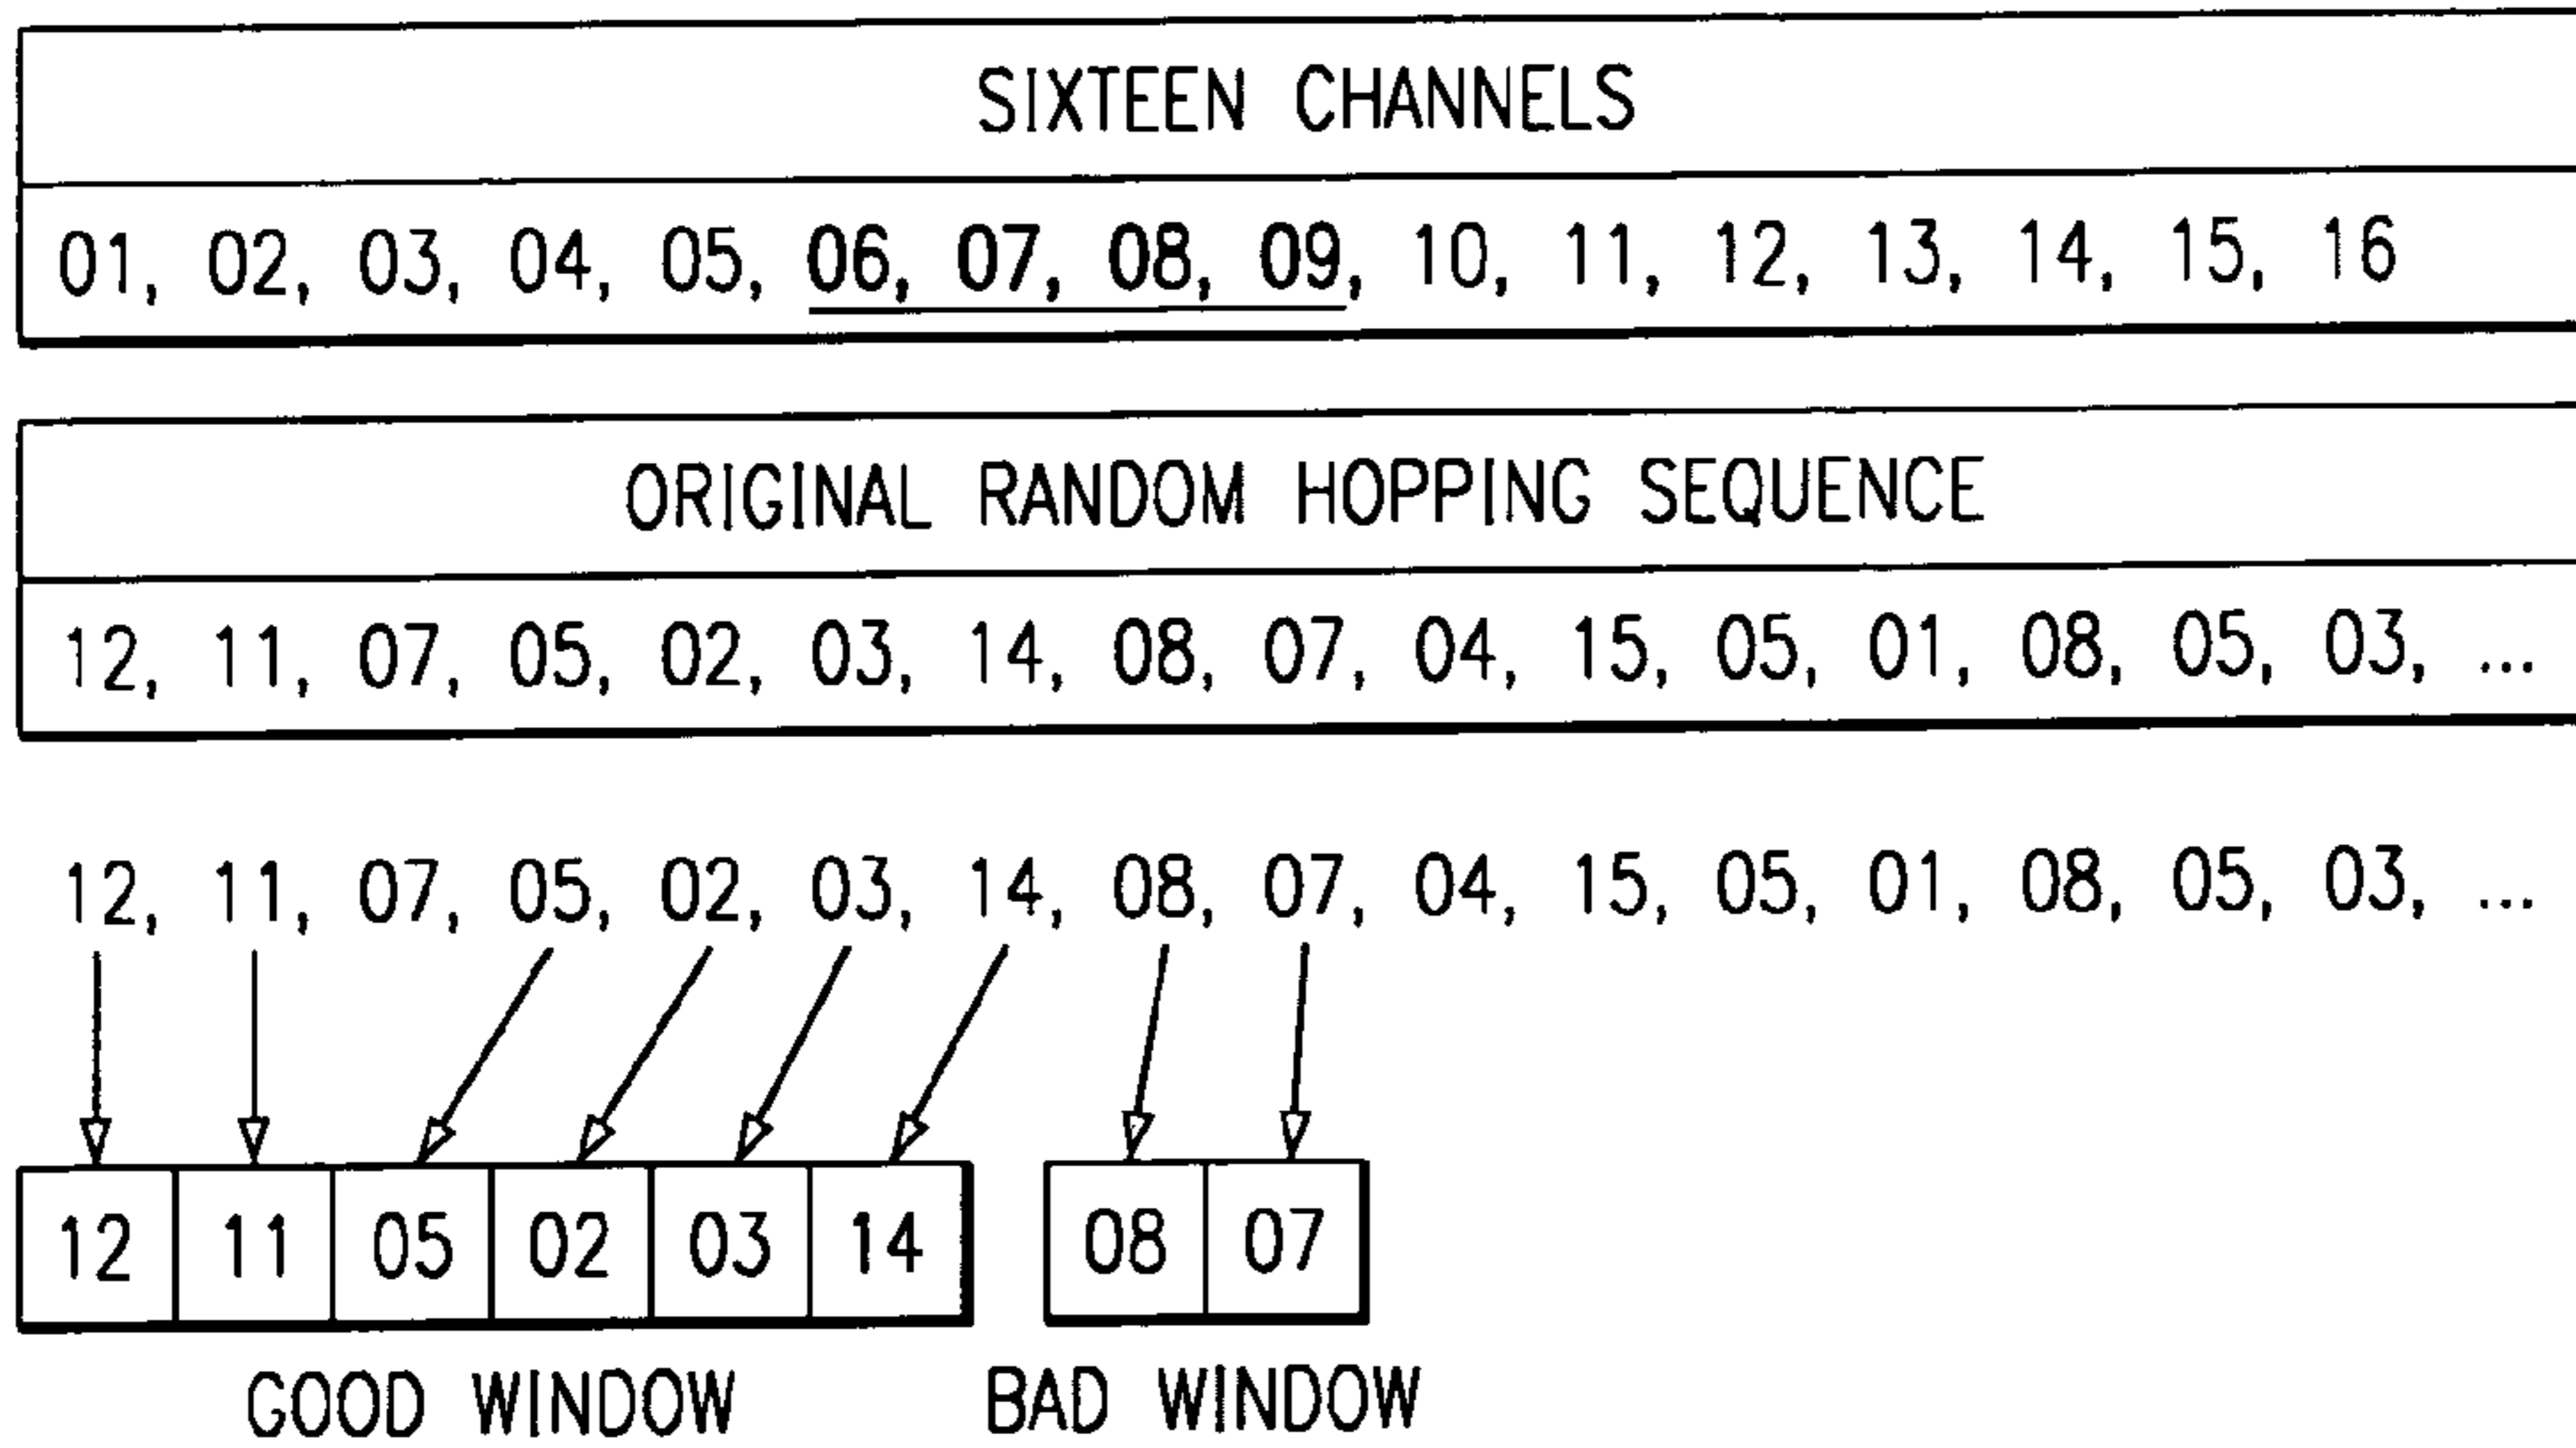 SIXTEEN CHANNELS
01, 02, 03, 04, 05, 06, 07, 08, 09, 10, 11, 12, 13, 14, 15, 16
ORIGINAL RANDOM HOPPING SEQUENCE
12, 11, 07, 05, 02, 03, 14, 08, 07, 04, 15, 05, 01, 08, 05, 03, ...
12, 11, 07, 05, 02, 03, 14, 08, 07, 04, 15, 05, 01, 08, 05, 03, ...
12 11 05 02 03 14 08 07
GOOD WINDOW BAD WINDOW